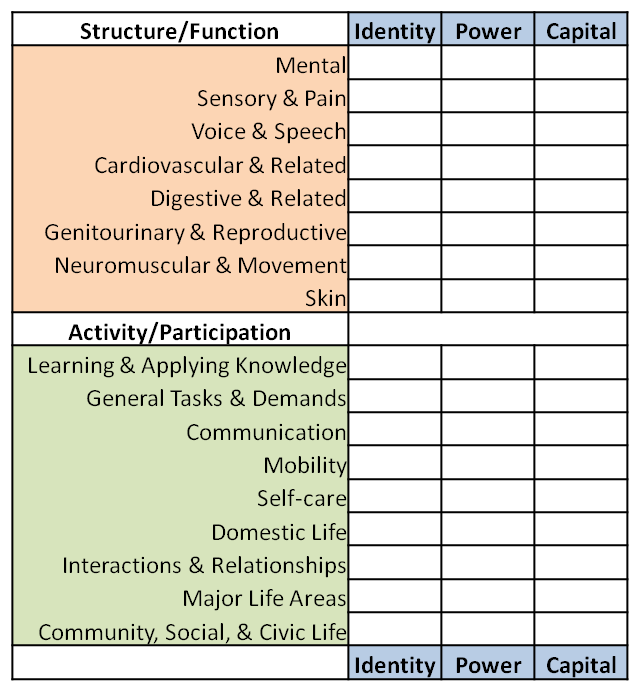 Structure/Function Identity Power Capital
Mental
Sensory & Pain
Voice & Speech
Cardiovascular & Related
Digestive & Related
Genitourinary & Reproductive
Neuromuscular & Movement
Skin
Activity/Participation
Learning & Applying Knowledge
General Tasks & Demands
Communication
Mobility
Self-care
Domestic Life
Interactions & Relationships
Major Life Areas
Community, Social, & Civic Life
Identity Power Capital